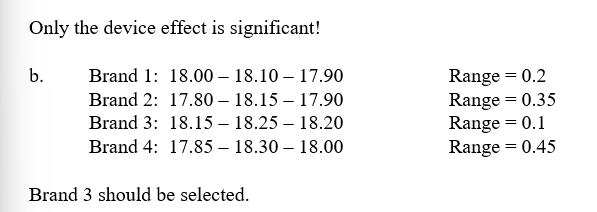 Only the device effect is significant!
b. Brand 1: 18.00 – 18.10 – 17.90 Range = 0.2
Brand 2: 17.80 – 18.15 – 17.90 Range = 0.35
Brand 3: 18.15 – 18.25 – 18.20 Range = 0.1
Brand 4: 17.85 – 18.30 – 18.00 Range = 0.45
Brand 3 should be selected.